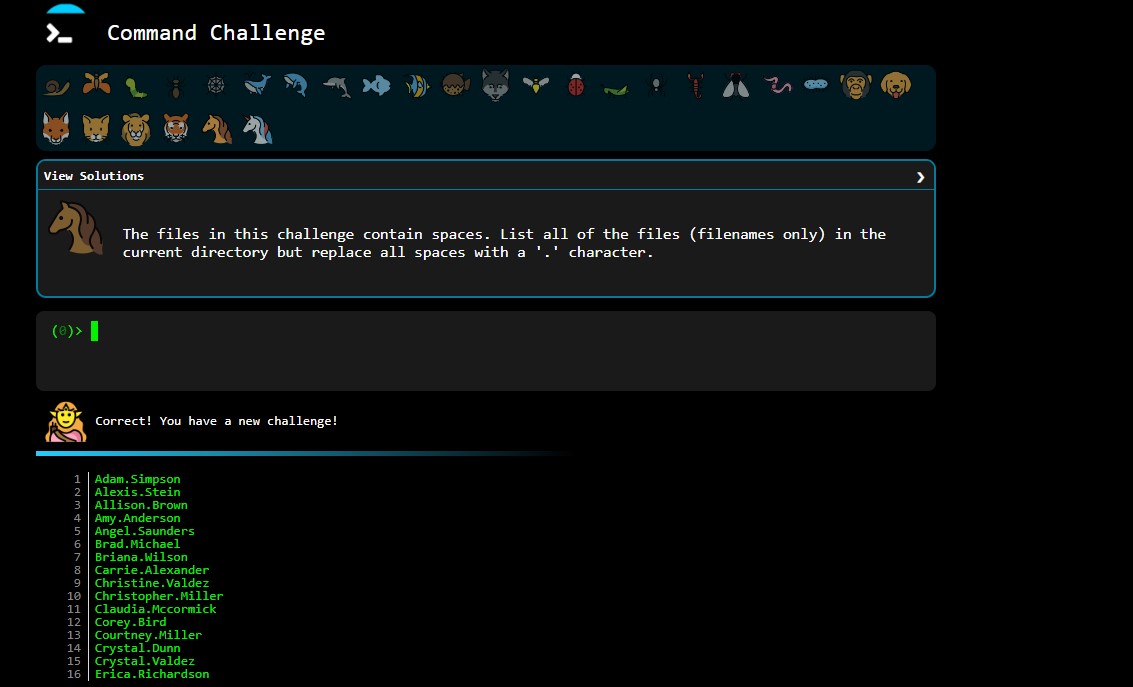 Command Challenge
View Solutions ❯
The files in this challenge contain spaces. List all of the files (filenames only) in the
current directory but replace all spaces with a '.' character.
(0)>
Correct! You have a new challenge!
1 Adam.Simpson
2 Alexis.Stein
3 Allison.Brown
4 Amy.Anderson
5 Angel.Saunders
6 Brad.Michael
7 Briana.Wilson
8 Carrie.Alexander
9 Christine.Valdez
10 Christopher.Miller
11 Claudia.Mccormick
12 Corey.Bird
13 Courtney.Miller
14 Crystal.Dunn
15 Crystal.Valdez
16 Erica.Richardson